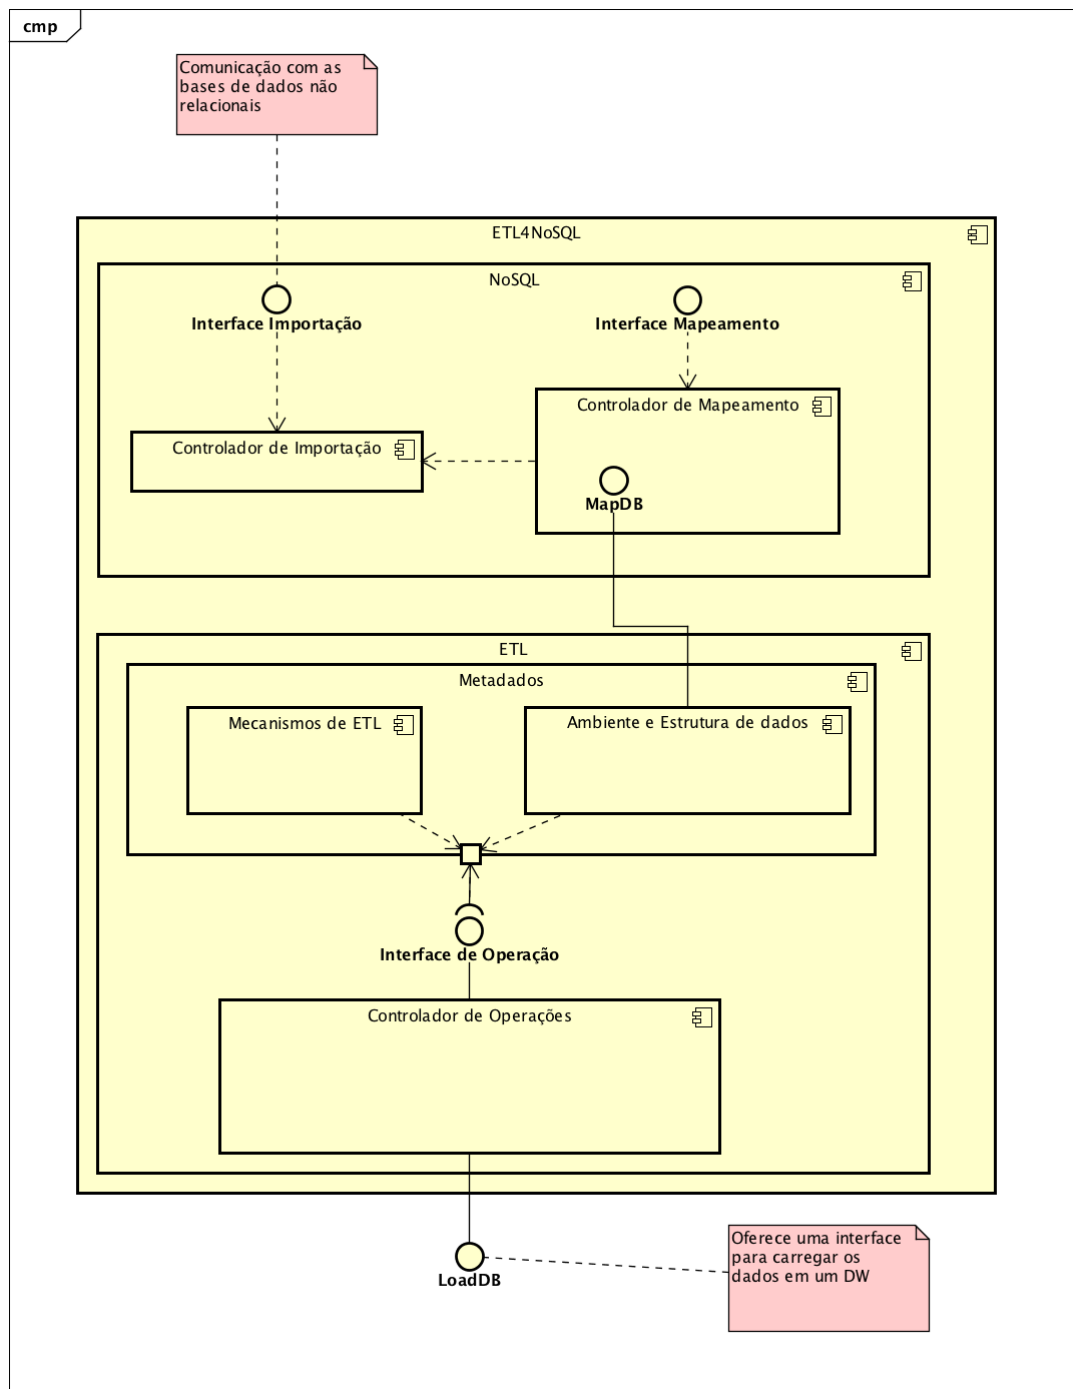 cmp
Comunicação com as
bases de dados não
relacionais
ETL4NoSQL
NoSQL
Interface Importação
Interface Mapeamento
Controlador de Mapeamento
Controlador de Importação
MapDB
ETL
Metadados
Mecanismos de ETL
Ambiente e Estrutura de dados
Interface de Operação
Controlador de Operações
LoadDB
Oferece uma interface
para carregar os
dados em um DW